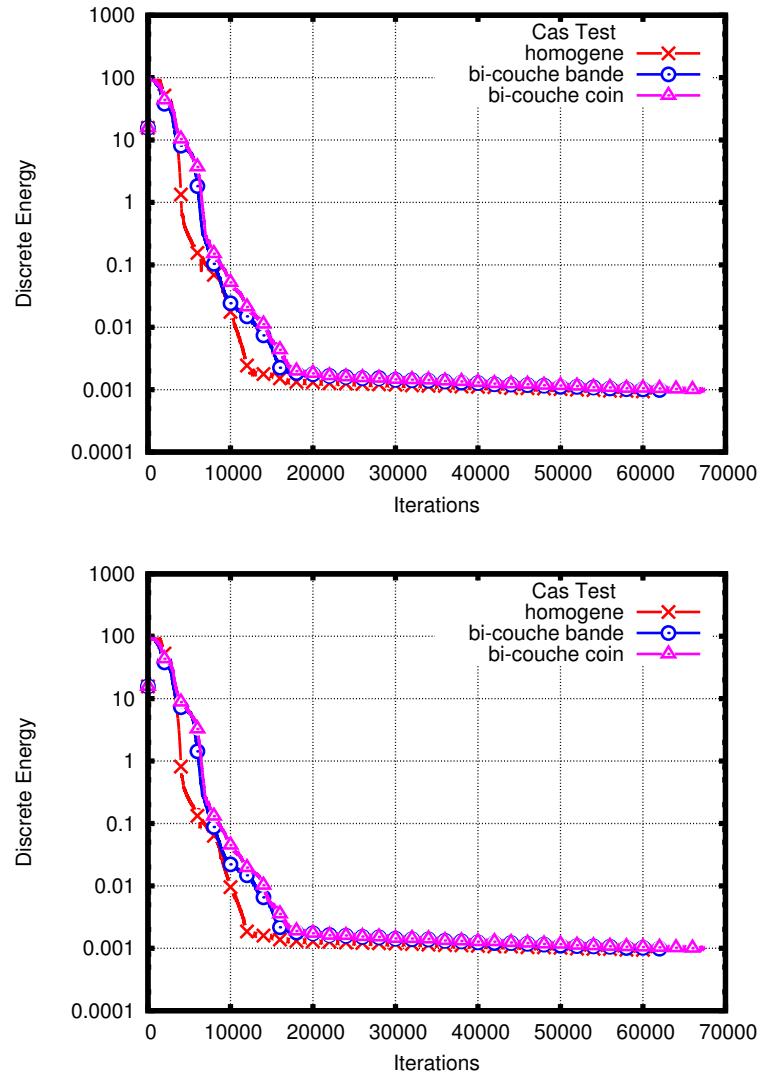 1000
100
10
1
0.1
0.01
0.001
0.0001
Discrete Energy
Cas Test
homogene
bi-couche bande
bi-couche coin
0 10000 20000 30000 40000 50000 60000 70000
Iterations
1000
100
10
1
0.1
0.01
0.001
0.0001
Discrete Energy
Cas Test
homogene
bi-couche bande
bi-couche coin
0 10000 20000 30000 40000 50000 60000 70000
Iterations